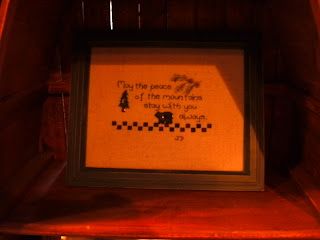 May the peace
of the mountains
stay with you
always.